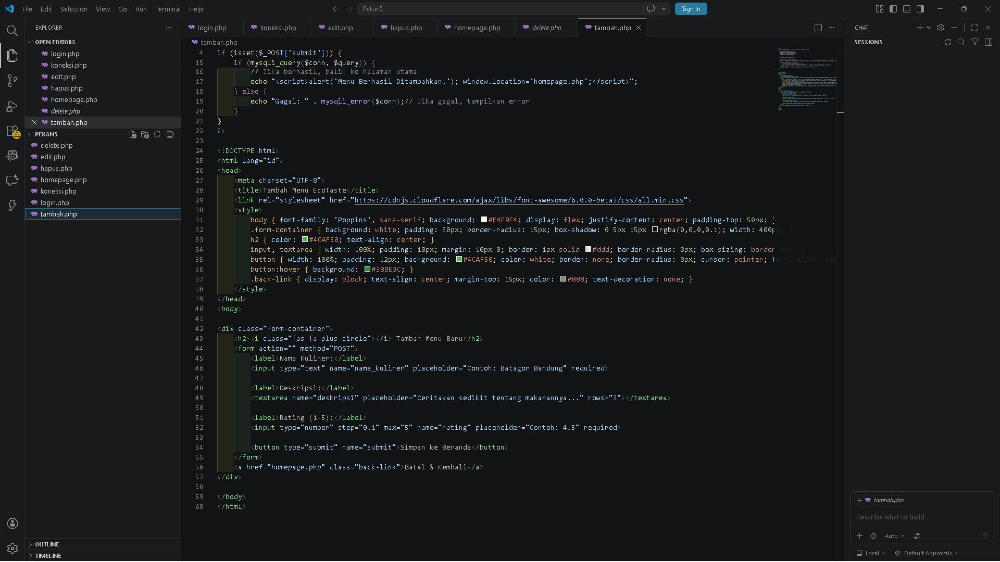 File Edit Selection View Go Run Terminal Help
Pekan5
Sign In
EXPLORER
OPEN EDITORS
login.php
koneksi.php
edit.php
hapus.php
homepage.php
delete.php
tambah.php
PEKAN5
delete.php
edit.php
hapus.php
homepage.php
koneksi.php
login.php
tambah.php
OUTLINE
TIMELINE
login.php koneksi.php edit.php hapus.php homepage.php delete.php tambah.php
tambah.php
4 if (isset($_POST['submit'])) {
15 if (mysqli_query($conn, $query)) {
16 // Jika berhasil, balik ke halaman utama
17 echo "<script>alert('Menu Berhasil Ditambahkan!'); window.location='homepage.php';</script>";
18 } else {
19 echo "Gagal: " . mysqli_error($conn);// Jika gagal, tampilkan error
20 }
21 }
22 ?>
23
24 <!DOCTYPE html>
25 <html lang="id">
26 <head>
27 <meta charset="UTF-8">
28 <title>Tambah Menu EcoTaste</title>
29 <link rel="stylesheet" href="https://cdnjs.cloudflare.com/ajax/libs/font-awesome/6.0.0-beta3/css/all.min.css">
30 <style>
31 body { font-family: 'Poppins', sans-serif; background: #F4F9F4; display: flex; justify-content: center; padding-top: 50px; }
32 .form-container { background: white; padding: 30px; border-radius: 15px; box-shadow: 0 5px 15px rgba(0,0,0,0.1); width: 400px; }
33 h2 { color: #4CAF50; text-align: center; }
34 input, textarea { width: 100%; padding: 10px; margin: 10px 0; border: 1px solid #ddd; border-radius: 8px; box-sizing: border-box; }
35 button { width: 100%; padding: 12px; background: #4CAF50; color: white; border: none; border-radius: 8px; cursor: pointer; font-weight: bol
36 button:hover { background: #388E3C; }
37 .back-link { display: block; text-align: center; margin-top: 15px; color: #888; text-decoration: none; }
38 </style>
39 </head>
40 <body>
41
42 <div class="form-container">
43 <h2><i class="fas fa-plus-circle"></i> Tambah Menu Baru</h2>
44 <form action="" method="POST">
45 <label>Nama Kuliner:</label>
46 <input type="text" name="nama_kuliner" placeholder="Contoh: Batagor Bandung" required>
47
48 <label>Deskripsi:</label>
49 <textarea name="deskripsi" placeholder="Ceritakan sedikit tentang makanannya..." rows="3"></textarea>
50
51 <label>Rating (1-5):</label>
52 <input type="number" step="0.1" max="5" name="rating" placeholder="Contoh: 4.5" required>
53
54 <button type="submit" name="submit">Simpan ke Beranda</button>
55 </form>
56 <a href="homepage.php" class="back-link">Batal & Kembali</a>
57 </div>
58
59 </body>
60 </html>
CHAT
SESSIONS
tambah.php
Describe what to build
Auto
Local Default Approvals